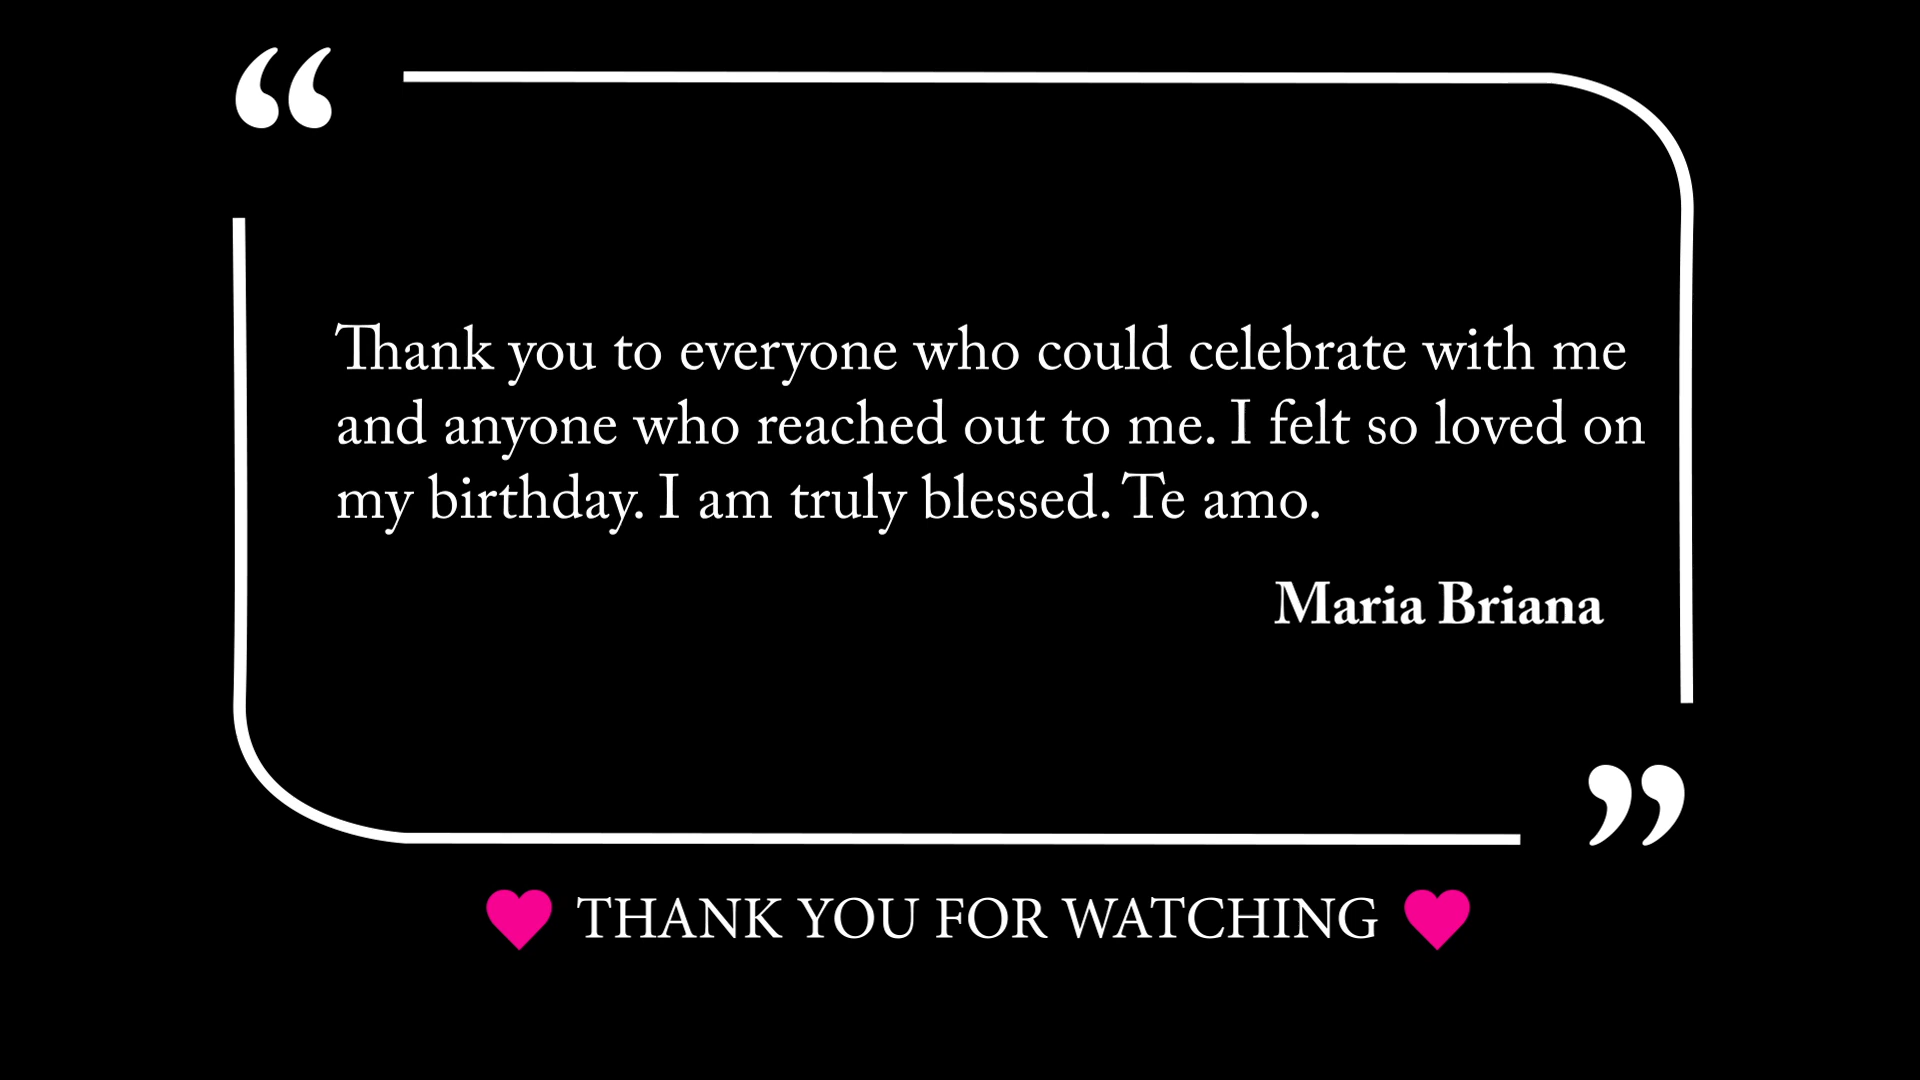 “
Thank you to everyone who could celebrate with me
and anyone who reached out to me. I felt so loved on
my birthday. I am truly blessed. Te amo.
Maria Briana
”
THANK YOU FOR WATCHING